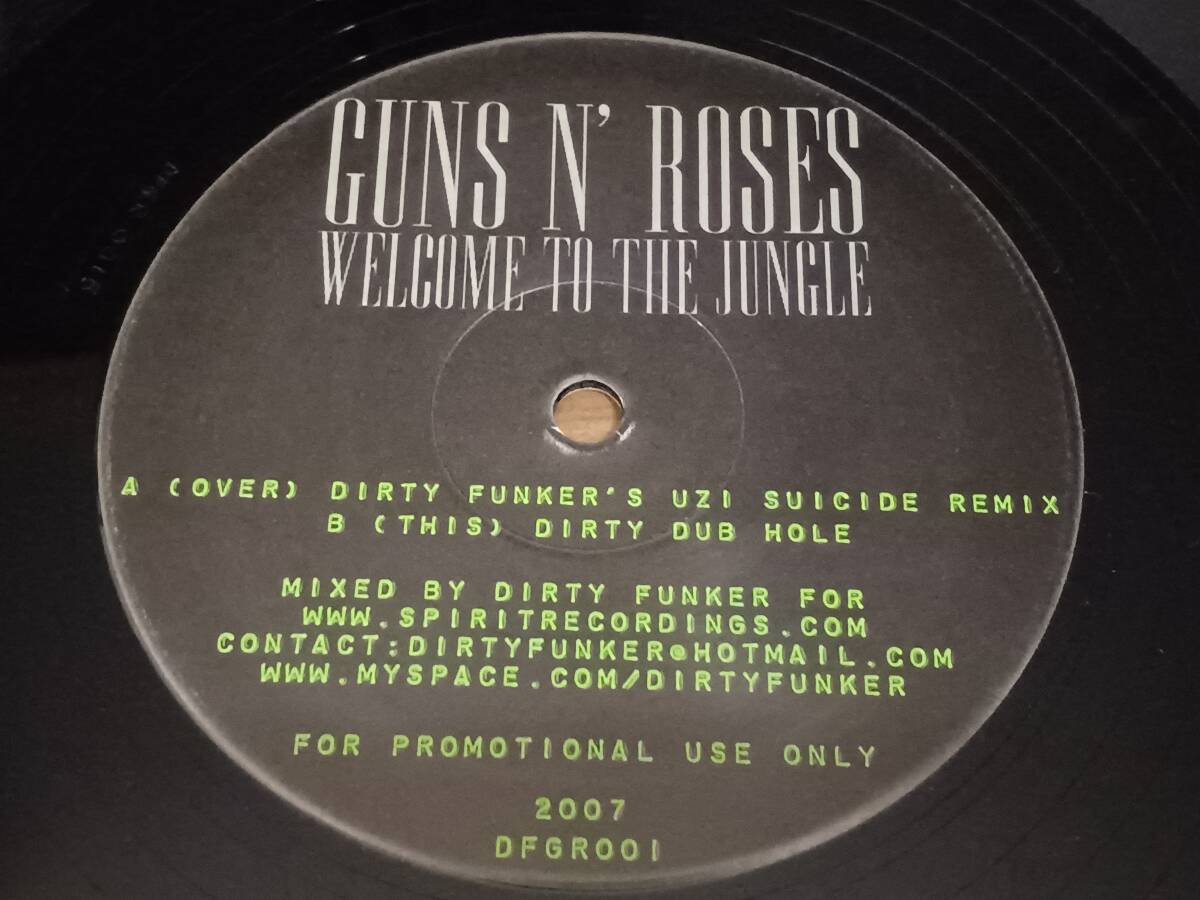 GUNS N' ROSES
WELCOME TO THE JUNGLE
A (OVER) DIRTY FUNKER'S UZI SUICIDE REMIX
B (THIS) DIRTY DUB HOLE
MIXED BY DIRTY FUNKER FOR
WWW.SPIRITRECORDINGS.COM
CONTACT:DIRTYFUNKER@HOTMAIL.COM
WWW.MYSPACE.COM/DIRTYFUNKER
FOR PROMOTIONAL USE ONLY
2007
DFGR001